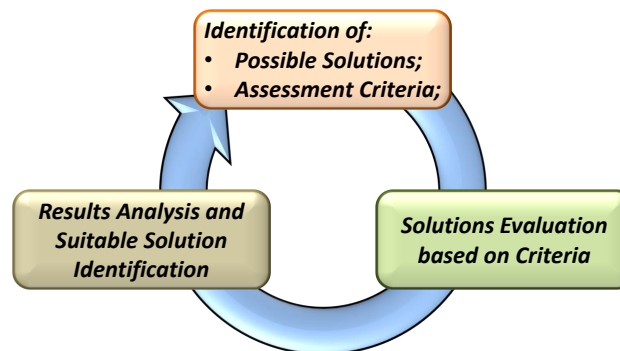 Identification of:
• Possible Solutions;
• Assessment Criteria;
Solutions Evaluation
based on Criteria
Results Analysis and
Suitable Solution
Identification